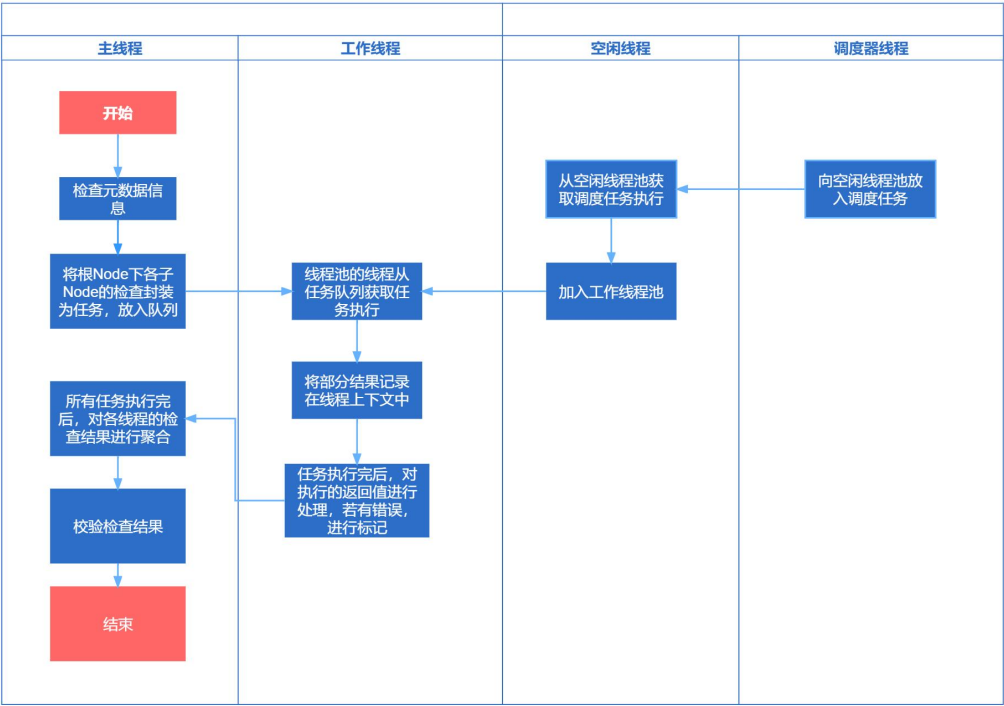 主线程
工作线程
空闲线程
调度器线程
开始
检查元数据信
息
将根Node下各子
Node的检查封装
为任务，放入队列
所有任务执行完
后，对各线程的检
查结果进行聚合
校验检查结果
结束
线程池的线程从
任务队列获取任
务执行
将部分结果记录
在线程上下文中
任务执行完后，对
执行的返回值进行
处理，若有错误，
进行标记
从空闲线程池获
取调度任务执行
加入工作线程池
向空闲线程池放
入调度任务